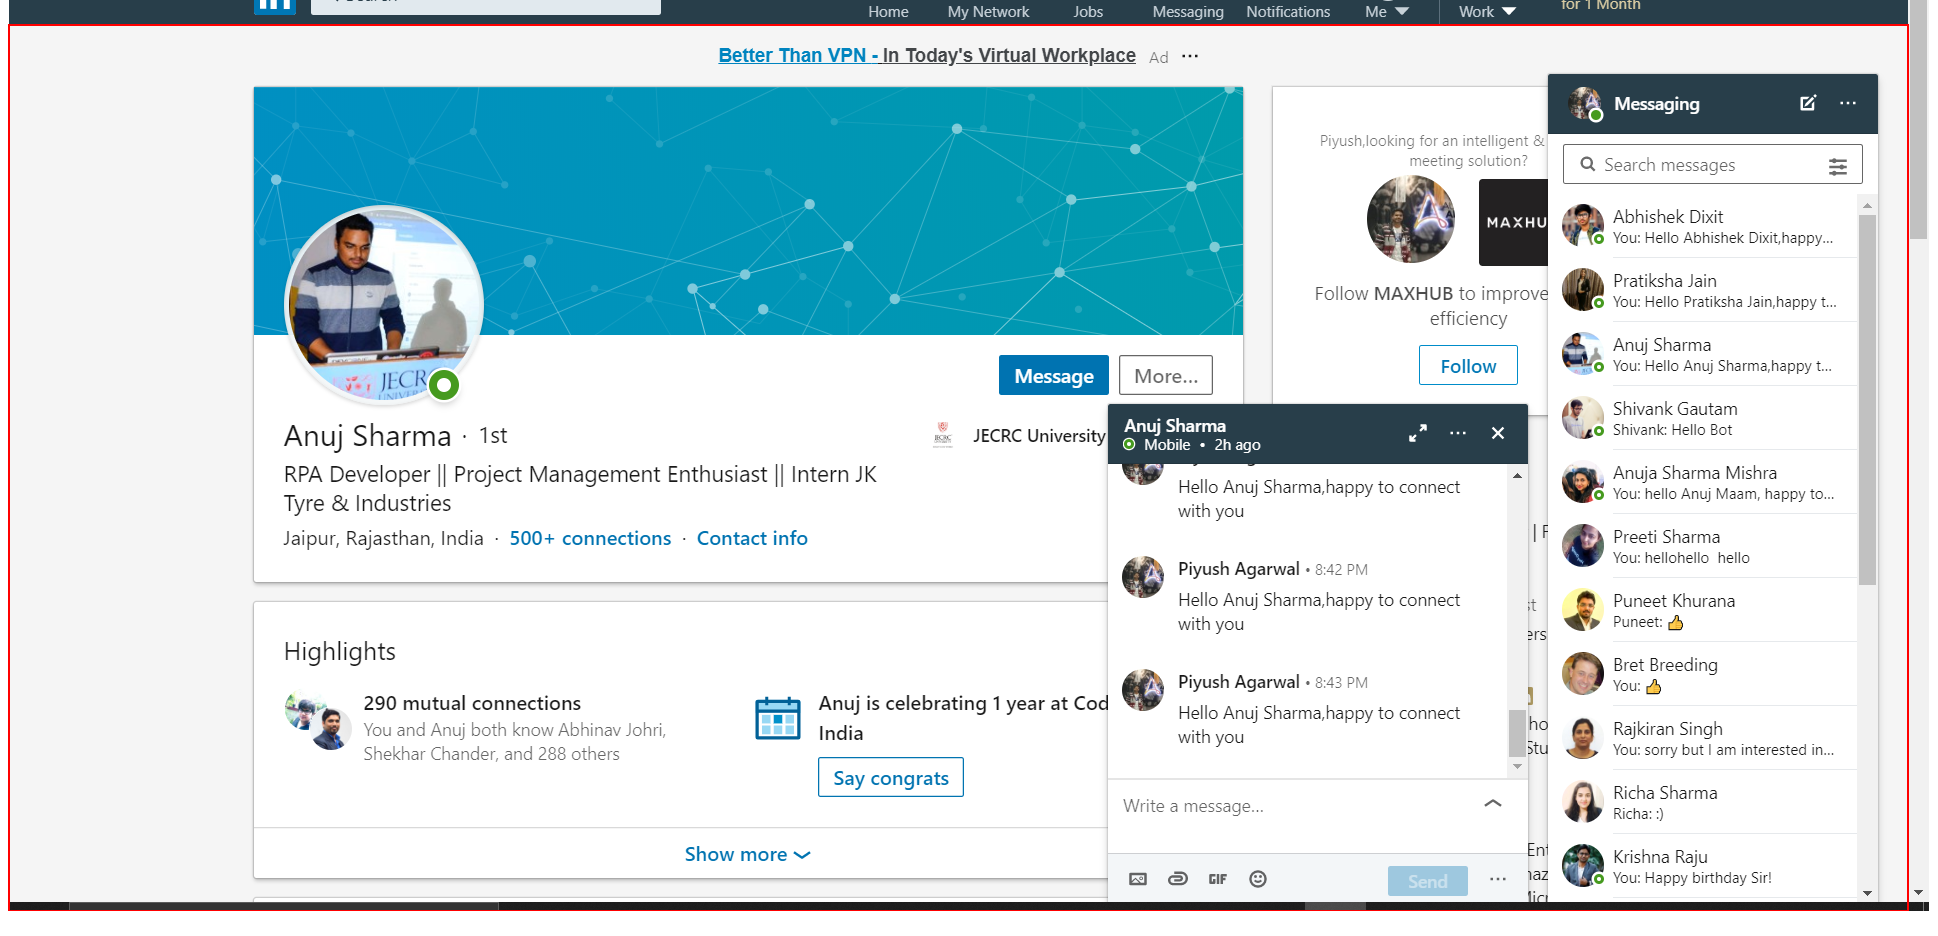 Home
My Network
Jobs
Messaging
Notifications
Me
Work
for 1 Month
Better Than VPN - In Today's Virtual Workplace Ad ...
Piyush,looking for an intelligent &
meeting solution?
MAXHU
Follow MAXHUB to improve
efficiency
Follow
JECR
Message
More...
Anuj Sharma · 1st
RPA Developer || Project Management Enthusiast || Intern JK
Tyre & Industries
Jaipur, Rajasthan, India · 500+ connections · Contact info
JECRC University
Highlights
290 mutual connections
You and Anuj both know Abhinav Johri,
Shekhar Chander, and 288 others
Anuj is celebrating 1 year at Cod
India
Say congrats
Show more
Anuj Sharma
Mobile • 2h ago
Hello Anuj Sharma,happy to connect
with you
Piyush Agarwal • 8:42 PM
Hello Anuj Sharma,happy to connect
with you
Piyush Agarwal • 8:43 PM
Hello Anuj Sharma,happy to connect
with you
Write a message...
GIF
Send
Messaging
Search messages
Abhishek Dixit
You: Hello Abhishek Dixit,happy...
Pratiksha Jain
You: Hello Pratiksha Jain,happy t...
Anuj Sharma
You: Hello Anuj Sharma,happy t...
Shivank Gautam
Shivank: Hello Bot
Anuja Sharma Mishra
You: hello Anuj Maam, happy to...
Preeti Sharma
You: hellohello hello
Puneet Khurana
Puneet: 👍
Bret Breeding
You: 👍
Rajkiran Singh
You: sorry but I am interested in...
Richa Sharma
Richa: :)
Krishna Raju
You: Happy birthday Sir!